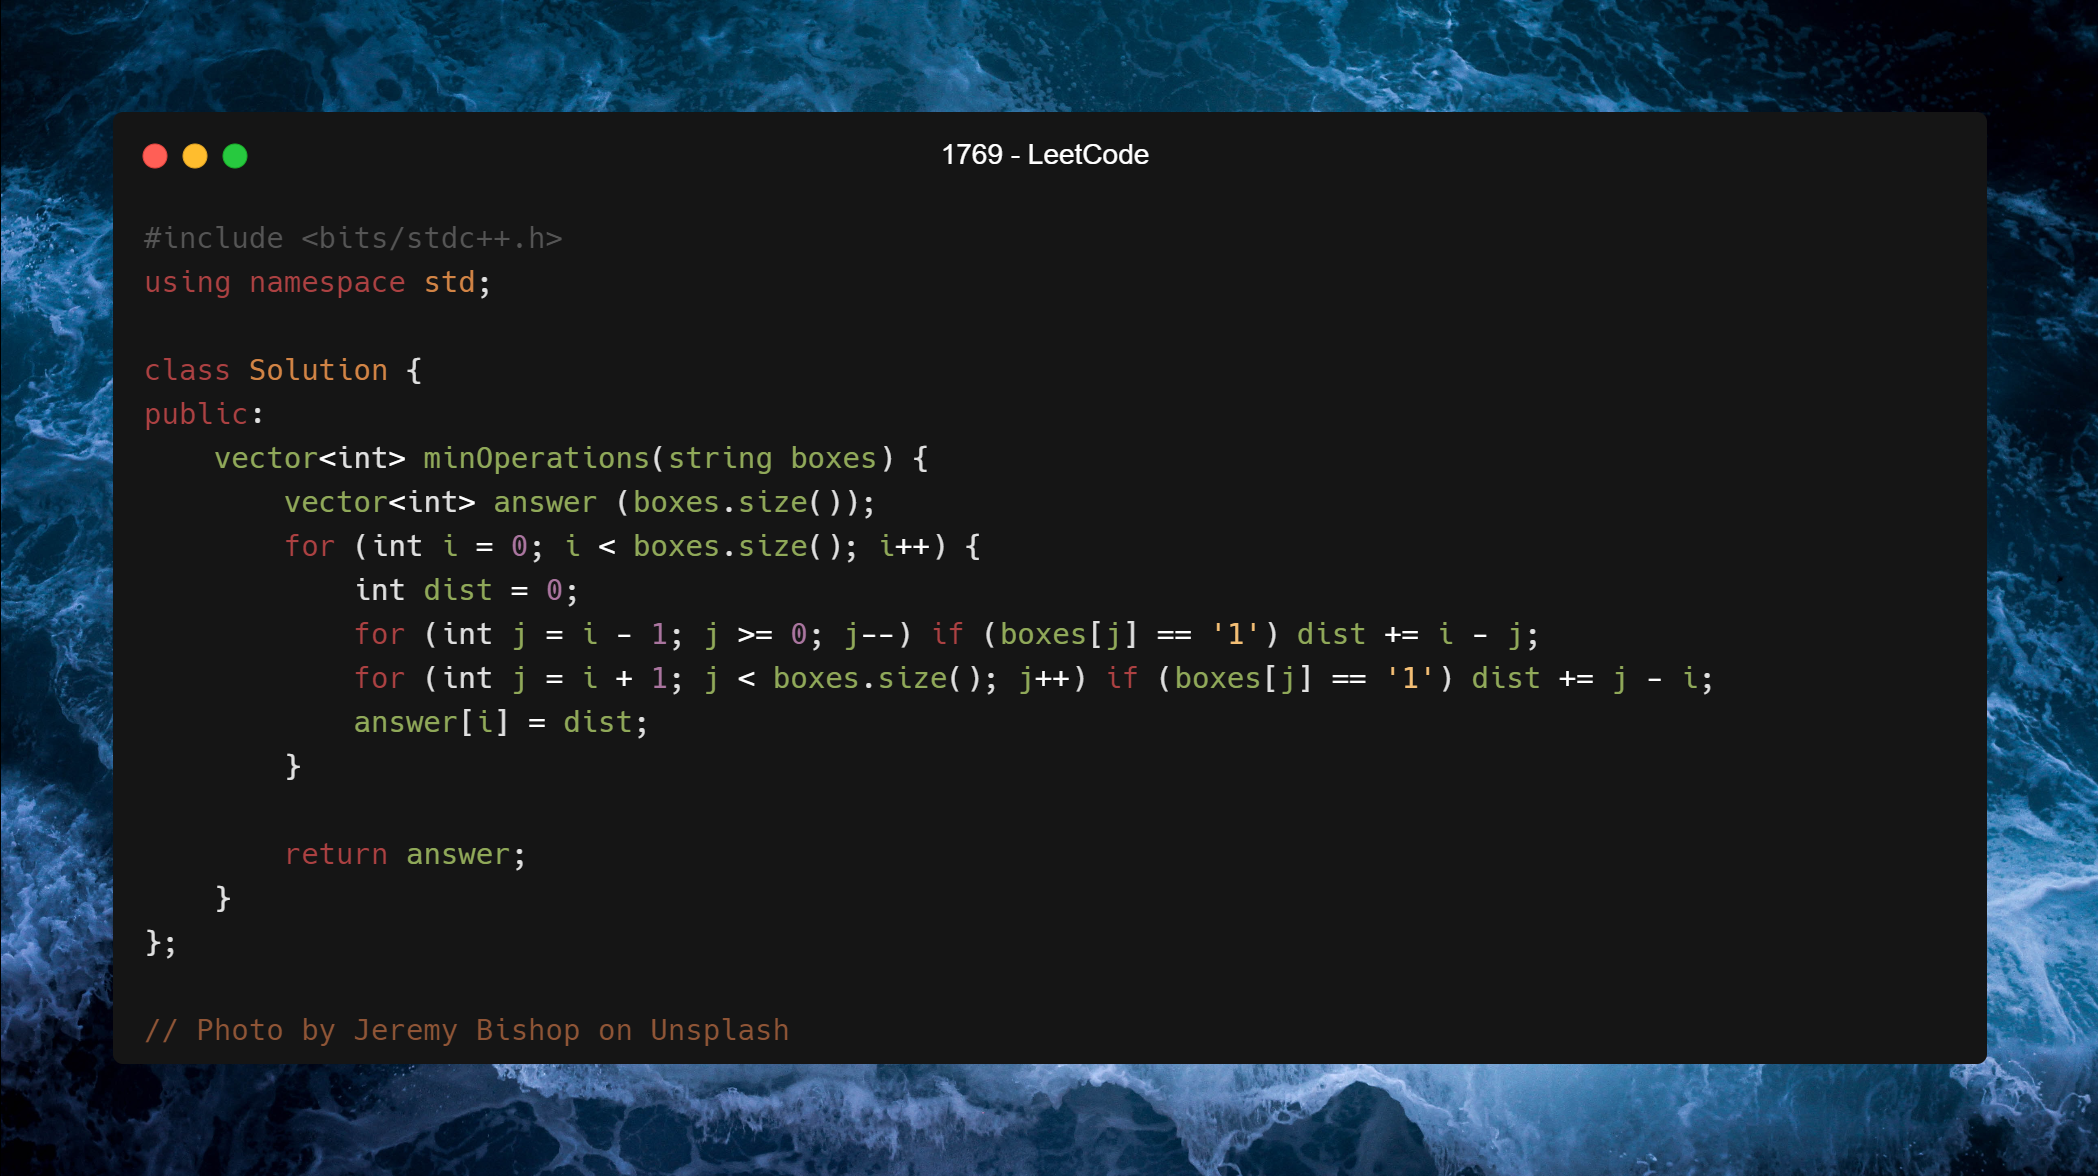 1769 - LeetCode
#include <bits/stdc++.h>
using namespace std;
class Solution {
public:
    vector<int> minOperations(string boxes) {
        vector<int> answer (boxes.size());
        for (int i = 0; i < boxes.size(); i++) {
            int dist = 0;
            for (int j = i - 1; j >= 0; j--) if (boxes[j] == '1') dist += i - j;
            for (int j = i + 1; j < boxes.size(); j++) if (boxes[j] == '1') dist += j - i;
            answer[i] = dist;
        }
        return answer;
    }
};
// Photo by Jeremy Bishop on Unsplash